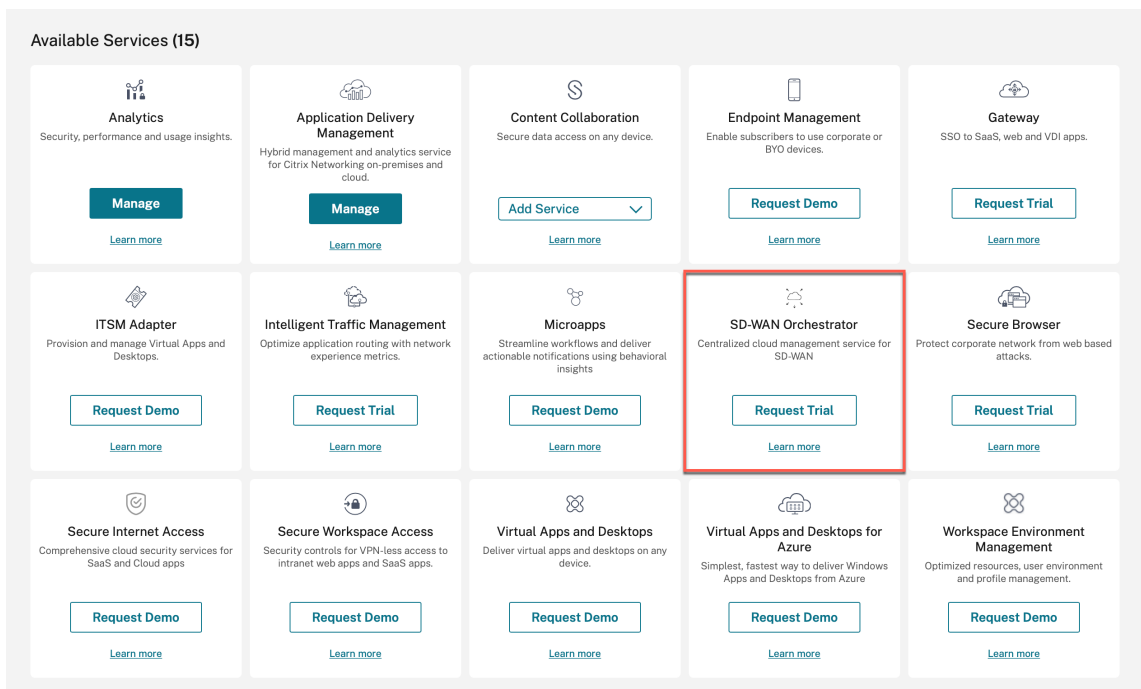 Available Services (15)
Analytics
Security, performance and usage insights.
Manage
Learn more
Application Delivery
Management
Hybrid management and analytics service
for Citrix Networking on-premises and
cloud.
Manage
Learn more
Content Collaboration
Secure data access on any device.
Add Service
Learn more
Endpoint Management
Enable subscribers to use corporate or
BYO devices.
Request Demo
Learn more
Gateway
SSO to SaaS, web and VDI apps.
Request Trial
Learn more
ITSM Adapter
Provision and manage Virtual Apps and
Desktops.
Request Demo
Learn more
Intelligent Traffic Management
Optimize application routing with network
experience metrics.
Request Trial
Learn more
Microapps
Streamline workflows and deliver
actionable notifications using behavioral
insights
Request Demo
Learn more
SD-WAN Orchestrator
Centralized cloud management service for
SD-WAN
Request Trial
Learn more
Secure Browser
Protect corporate network from web based
attacks.
Request Trial
Learn more
Secure Internet Access
Comprehensive cloud security services for
SaaS and Cloud apps
Request Demo
Learn more
Secure Workspace Access
Security controls for VPN-less access to
intranet web apps and SaaS apps.
Request Demo
Learn more
Virtual Apps and Desktops
Deliver virtual apps and desktops on any
device.
Request Demo
Learn more
Virtual Apps and Desktops for
Azure
Simplest, fastest way to deliver Windows
Apps and Desktops from Azure
Request Demo
Learn more
Workspace Environment
Management
Optimized resources, user environment
and profile management.
Request Demo
Learn more